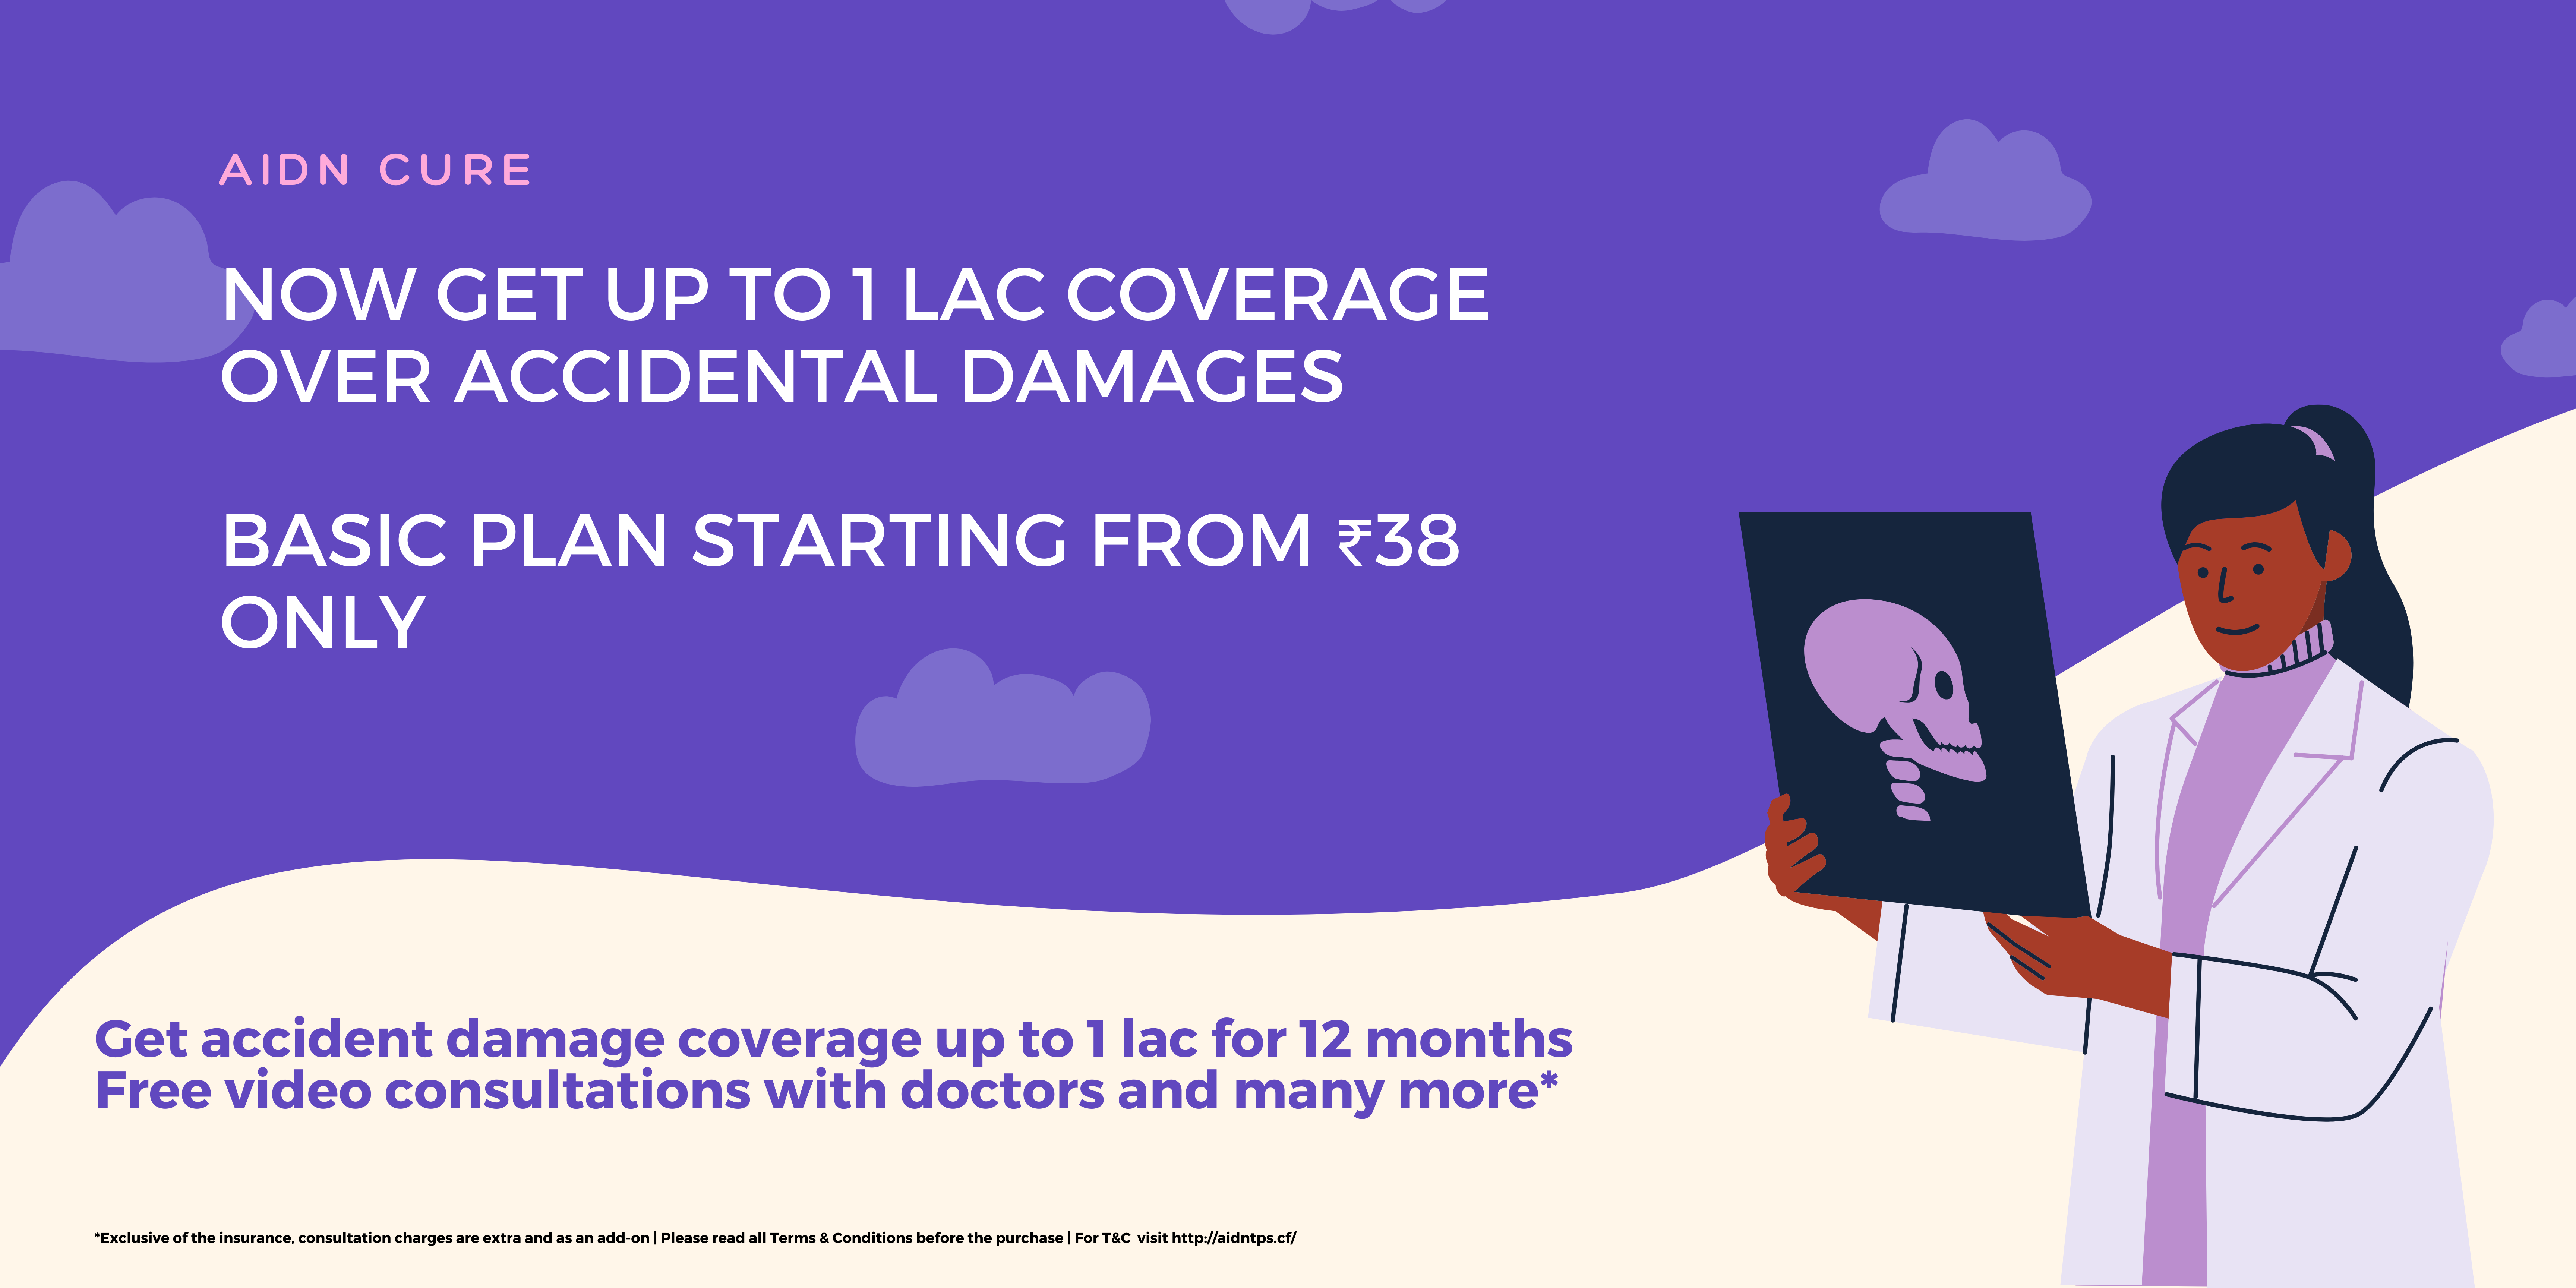 AIDN CURE
NOW GET UP TO 1 LAC COVERAGE
OVER ACCIDENTAL DAMAGES
BASIC PLAN STARTING FROM ₹38
ONLY
Get accident damage coverage up to 1 lac for 12 months
Free video consultations with doctors and many more*
*Exclusive of the insurance, consultation charges are extra and as an add-on | Please read all Terms & Conditions before the purchase | For T&C  visit http://aidntps.cf/